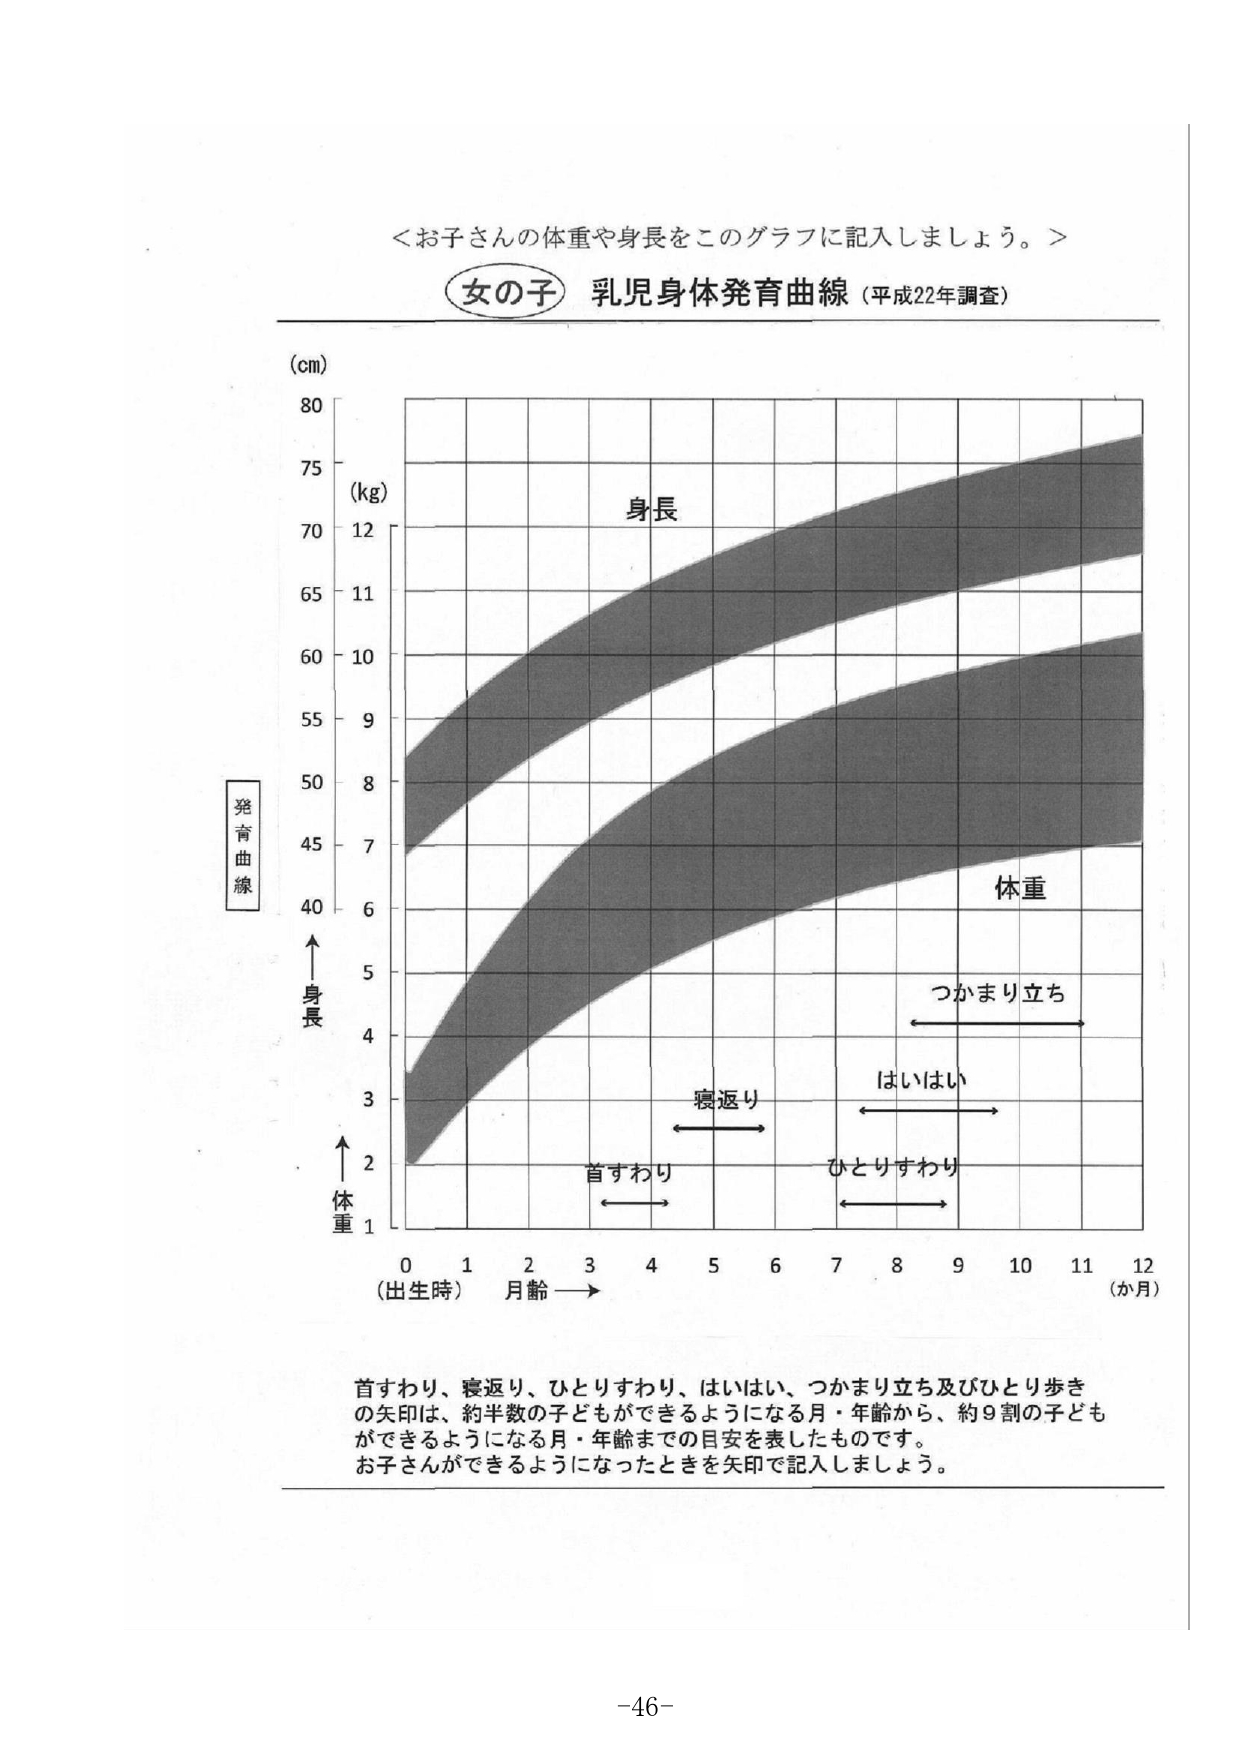 ＜お子さんの体重や身長をこのグラフに記入しましょう。＞
女の子 乳児身体発育曲線（平成22年調査）
(cm)
80
75
(kg)
身長
70 12
65 11
60 10
55 9
50 8
発育曲線
45 7
体重
40 6
5
つかまり立ち
身長
4
はいはい
3
寝返り
2
首すわり ひとりすわり
体重
1
0 1 2 3 4 5 6 7 8 9 10 11 12
（出生時） 月齢 （か月）
首すわり、寝返り、ひとりすわり、はいはい、つかまり立ち及びひとり歩き
の矢印は、約半数の子どもができるようになる月・年齢から、約９割の子ども
ができるようになる月・年齢までの目安を表したものです。
お子さんができるようになったときを矢印で記入しましょう。
-46-